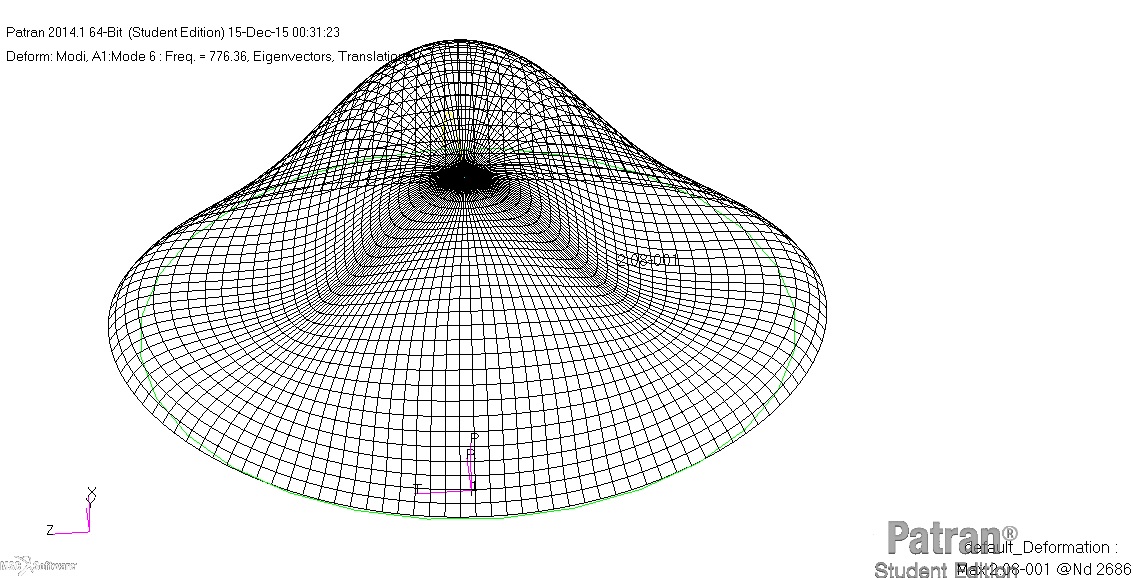 Patran 2014.1 64-Bit (Student Edition) 15-Dec-15 00:31:23
Deform: Modi, A1:Mode 6 : Freq. = 776.36, Eigenvectors, Translational,
2.08-001
P
R
T
Y
X
Z
MSC Software
Patran®
Student Edition
default_Deformation :
Max 2.08-001 @Nd 2686